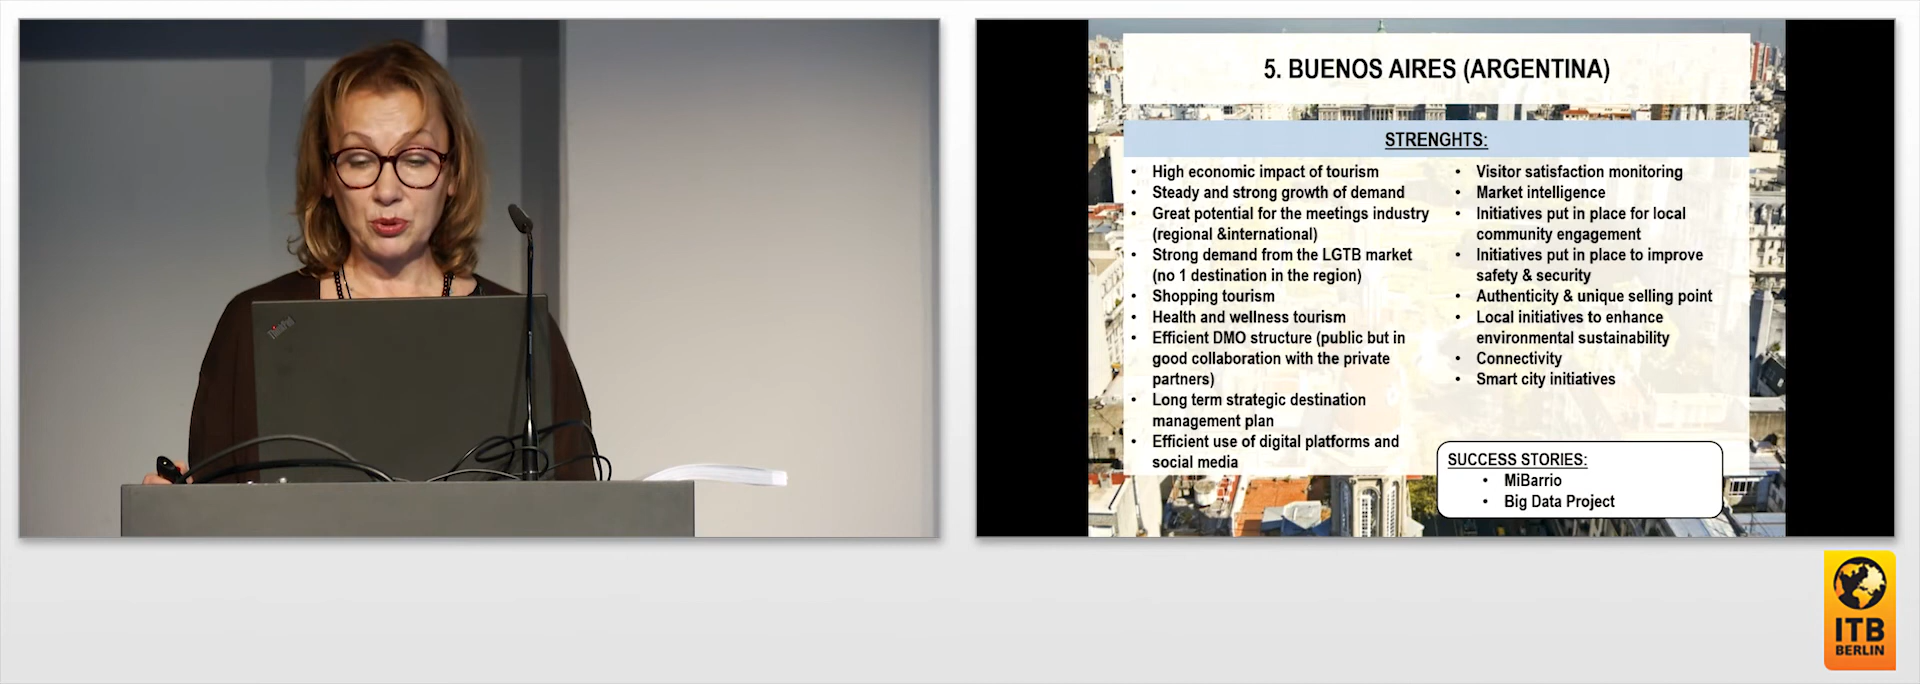 ThinkPad
5. BUENOS AIRES (ARGENTINA)
STRENGHTS:
• High economic impact of tourism
• Steady and strong growth of demand
• Great potential for the meetings industry
(regional &international)
• Strong demand from the LGTB market
(no 1 destination in the region)
• Shopping tourism
• Health and wellness tourism
• Efficient DMO structure (public but in
good collaboration with the private
partners)
• Long term strategic destination
management plan
• Efficient use of digital platforms and
social media
• Visitor satisfaction monitoring
• Market intelligence
• Initiatives put in place for local
community engagement
• Initiatives put in place to improve
safety & security
• Authenticity & unique selling point
• Local initiatives to enhance
environmental sustainability
• Connectivity
• Smart city initiatives
SUCCESS STORIES:
• MiBarrio
• Big Data Project
ITB
BERLIN